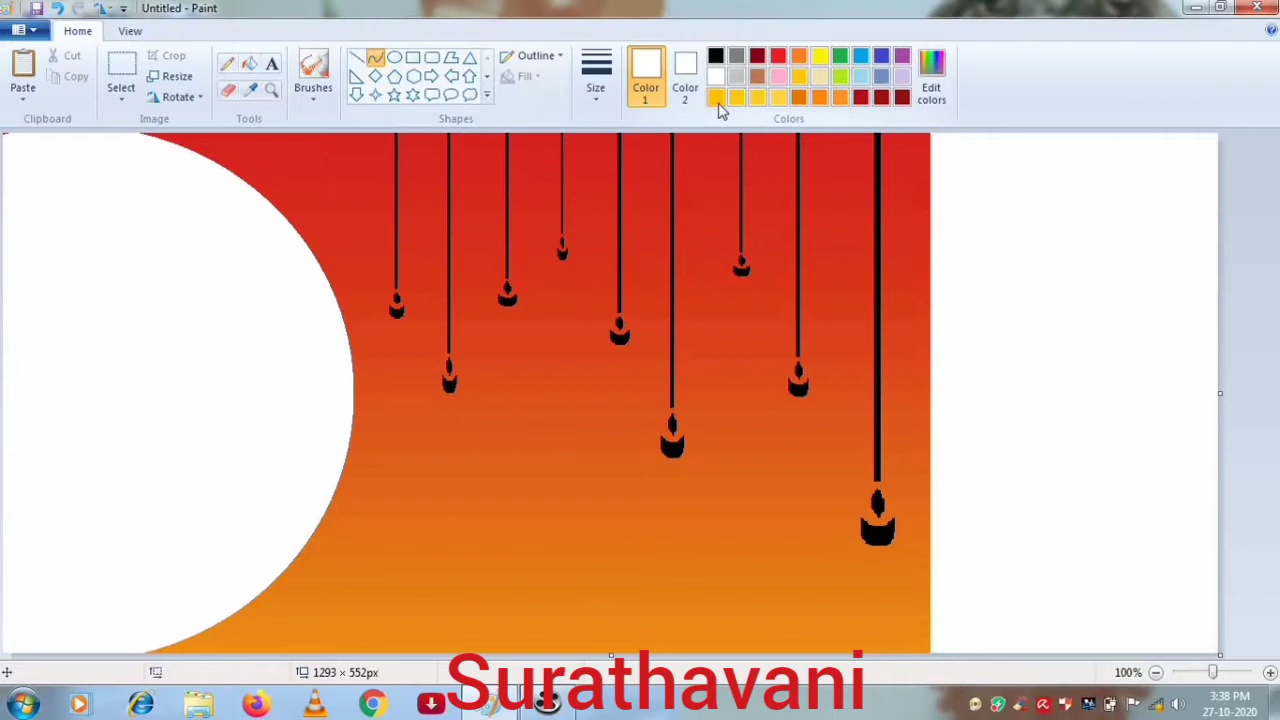 Untitled - Paint
Home
View
Paste
Cut
Copy
Clipboard
Select
Crop
Resize
Rotate
Image
Tools
Brushes
Shapes
Outline
Fill
Size
Color 1
Color 2
Colors
Edit colors
1293 × 552px
100%
Surathavani
3:38 PM
27-10-2020